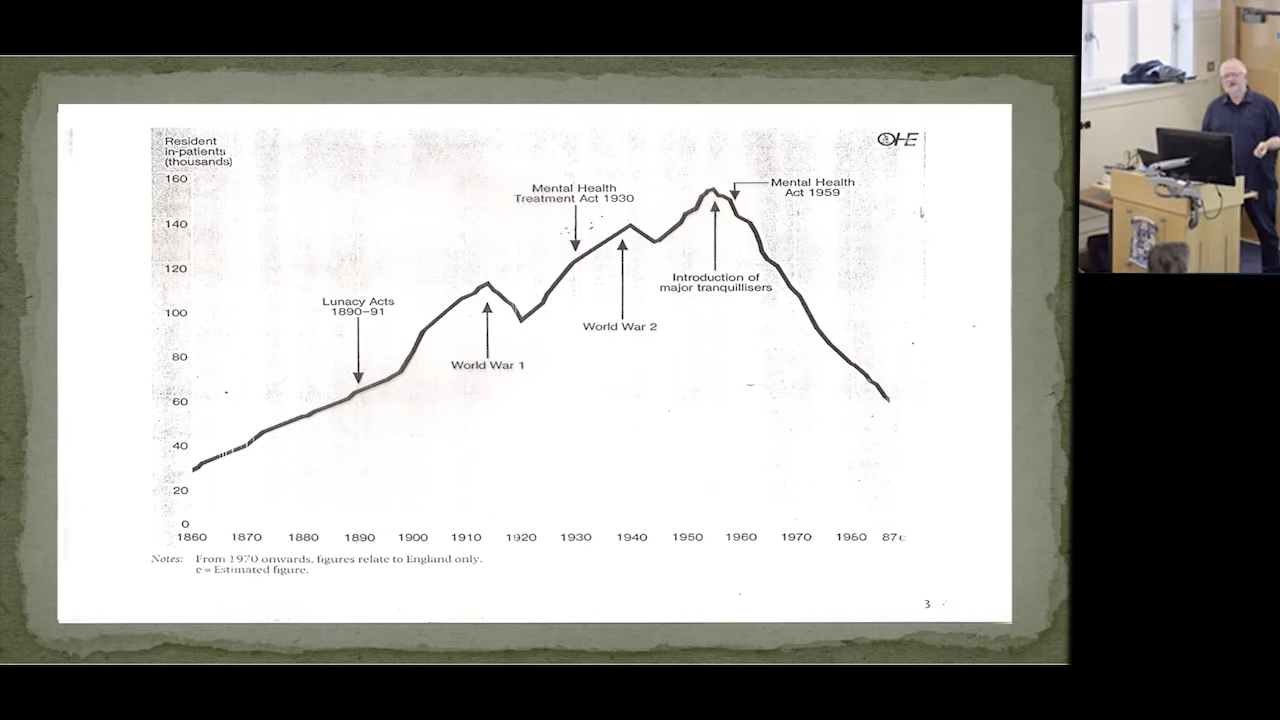 Resident
in-patients
(thousands)
OHE
160
140
120
100
80
60
40
20
0
Mental Health
Treatment Act 1930
Mental Health
Act 1959
Lunacy Acts
1890–91
Introduction of
major tranquillisers
World War 2
World War 1
1860 1870 1880 1890 1900 1910 1920 1930 1940 1950 1960 1970 1980 87e
Notes: From 1970 onwards, figures relate to England only.
e = Estimated figure.
3